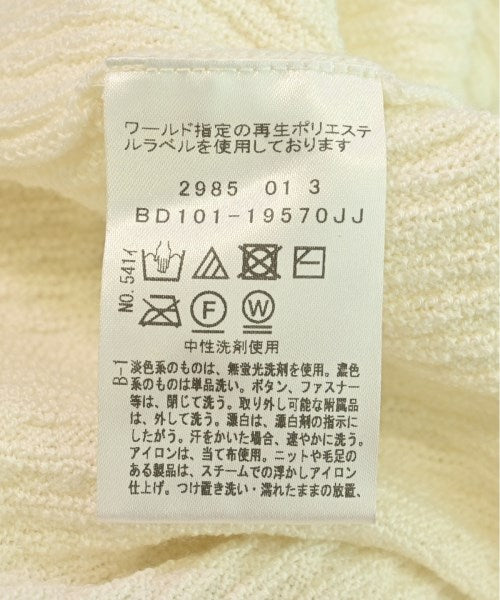 ワールド指定の再生ポリエステ
ルラベルを使用しております
2985 01 3
BD101-19570JJ
NO.541イ
F W
中性洗剤使用
B-1
淡色系のものは、無蛍光洗剤を使用。濃色
系のものは単品洗い。ボタン、ファスナー
等は、閉じて洗う。取り外し可能な附属品
は、外して洗う。漂白は、漂白剤の指示に
したがう。汗をかいた場合、速やかに洗う。
アイロンは、当て布使用。ニットや毛足の
ある製品は、スチームでの浮かしアイロン
仕上げ。つけ置き洗い・濡れたままの放置、